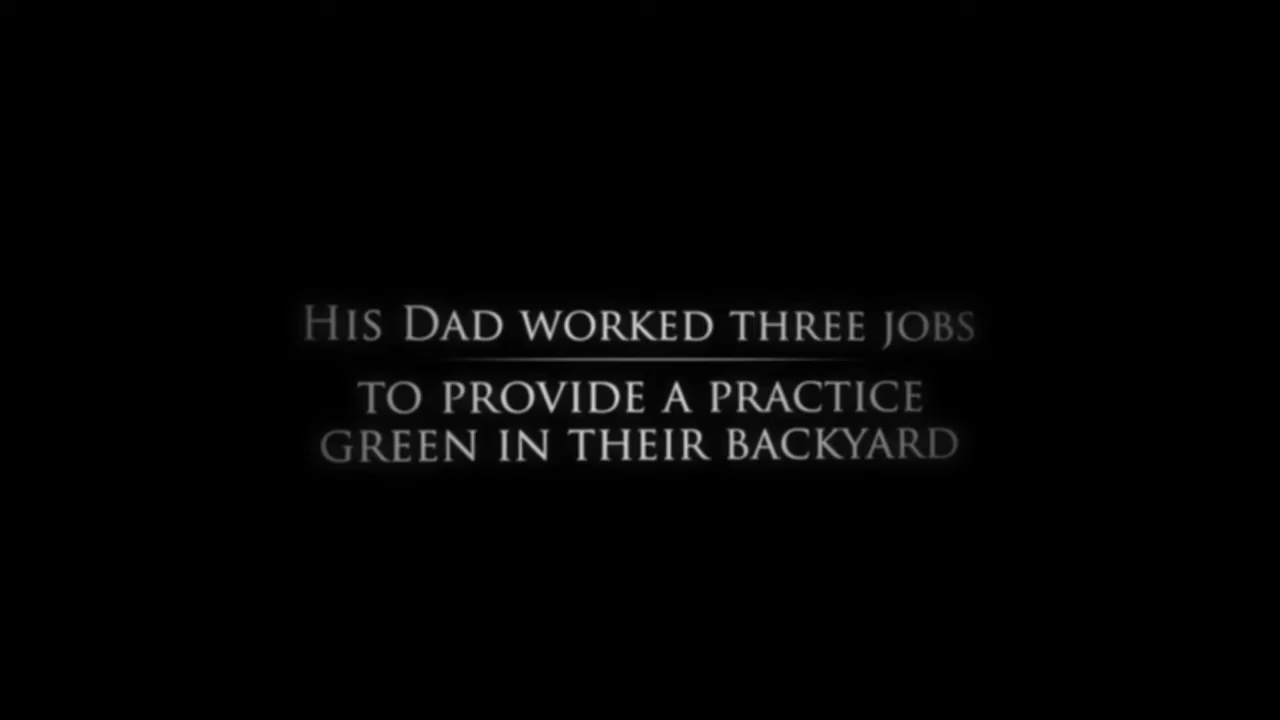 His Dad worked three jobs
to provide a practice
green in their backyard